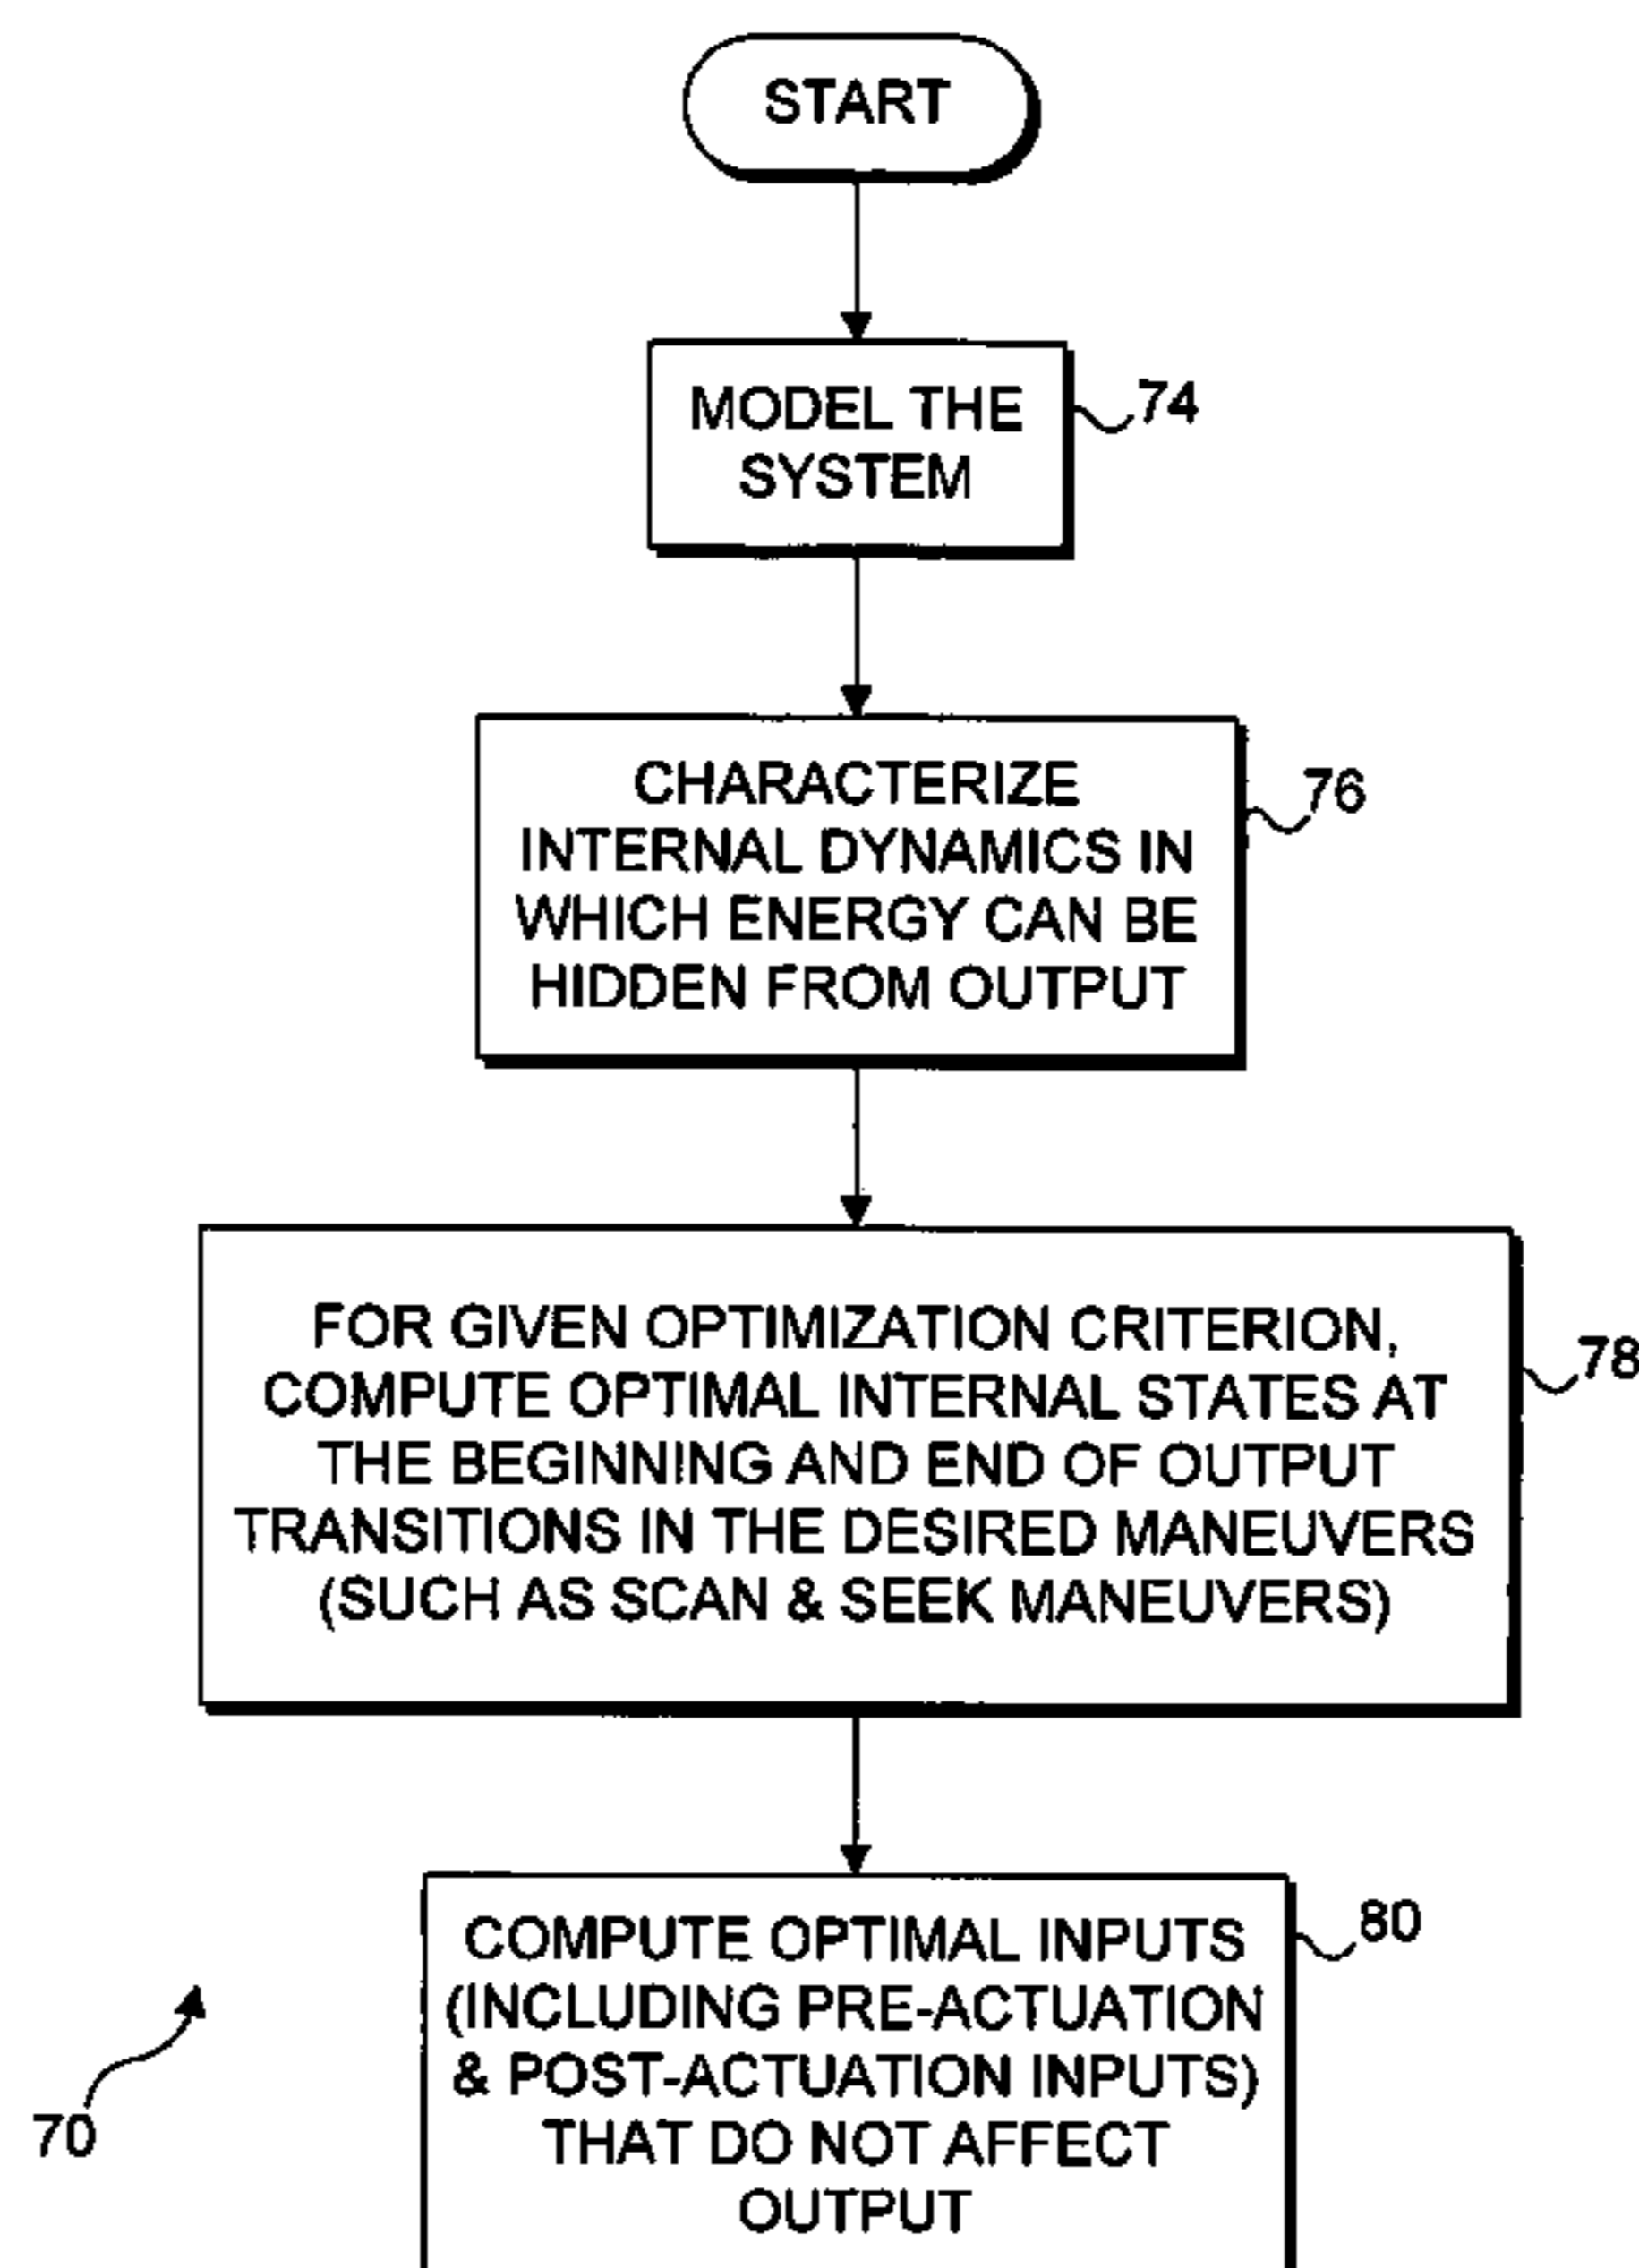 START
MODEL THE
SYSTEM
74
CHARACTERIZE
INTERNAL DYNAMICS IN
WHICH ENERGY CAN BE
HIDDEN FROM OUTPUT
76
FOR GIVEN OPTIMIZATION CRITERION,
COMPUTE OPTIMAL INTERNAL STATES AT
THE BEGINNING AND END OF OUTPUT
TRANSITIONS IN THE DESIRED MANEUVERS
(SUCH AS SCAN & SEEK MANEUVERS)
78
COMPUTE OPTIMAL INPUTS
(INCLUDING PRE-ACTUATION
& POST-ACTUATION INPUTS)
THAT DO NOT AFFECT
OUTPUT
80
70